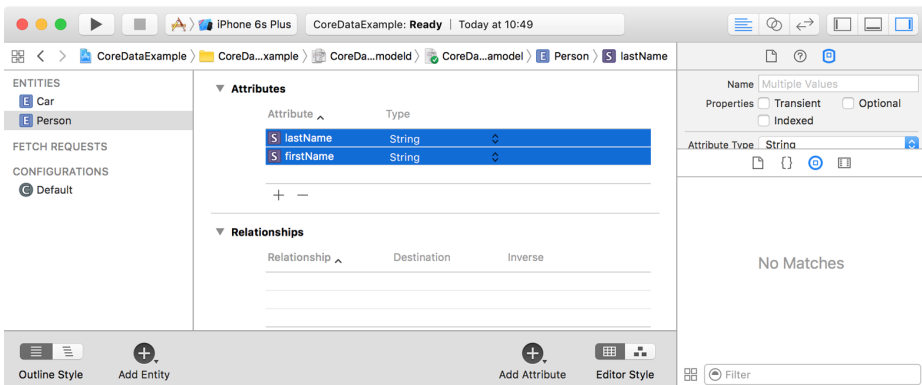 iPhone 6s Plus CoreDataExample: Ready | Today at 10:49
CoreDataExample CoreDa...xample CoreDa...modeld CoreDa...amodel E Person S lastName
ENTITIES
E Car
E Person
FETCH REQUESTS
CONFIGURATIONS
C Default
Attributes
Attribute Type
S lastName String
S firstName String
+ −
Relationships
Relationship Destination Inverse
Outline Style Add Entity Add Attribute Editor Style
Name Multiple Values
Properties Transient Optional
Indexed
Attribute Type String
{}
No Matches
Filter